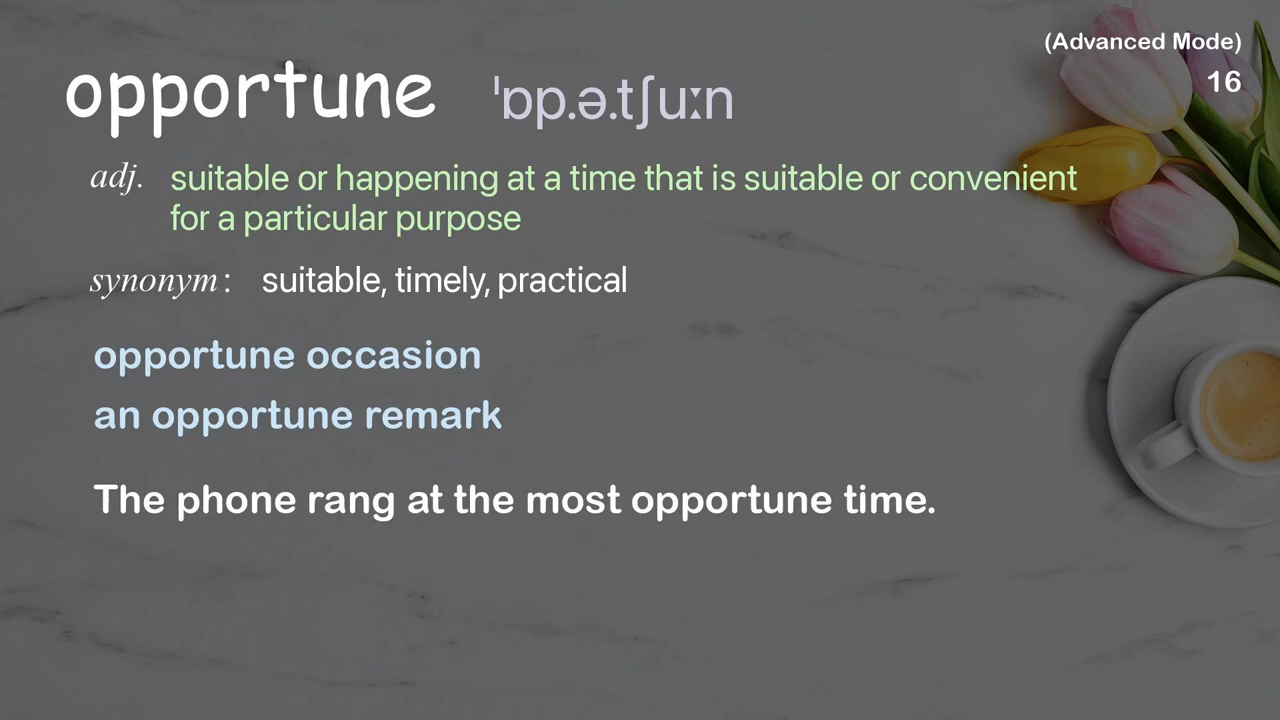 (Advanced Mode)
16
opportune ˈɒp.ə.tʃuːn
adj. suitable or happening at a time that is suitable or convenient
for a particular purpose
synonym : suitable, timely, practical
opportune occasion
an opportune remark
The phone rang at the most opportune time.